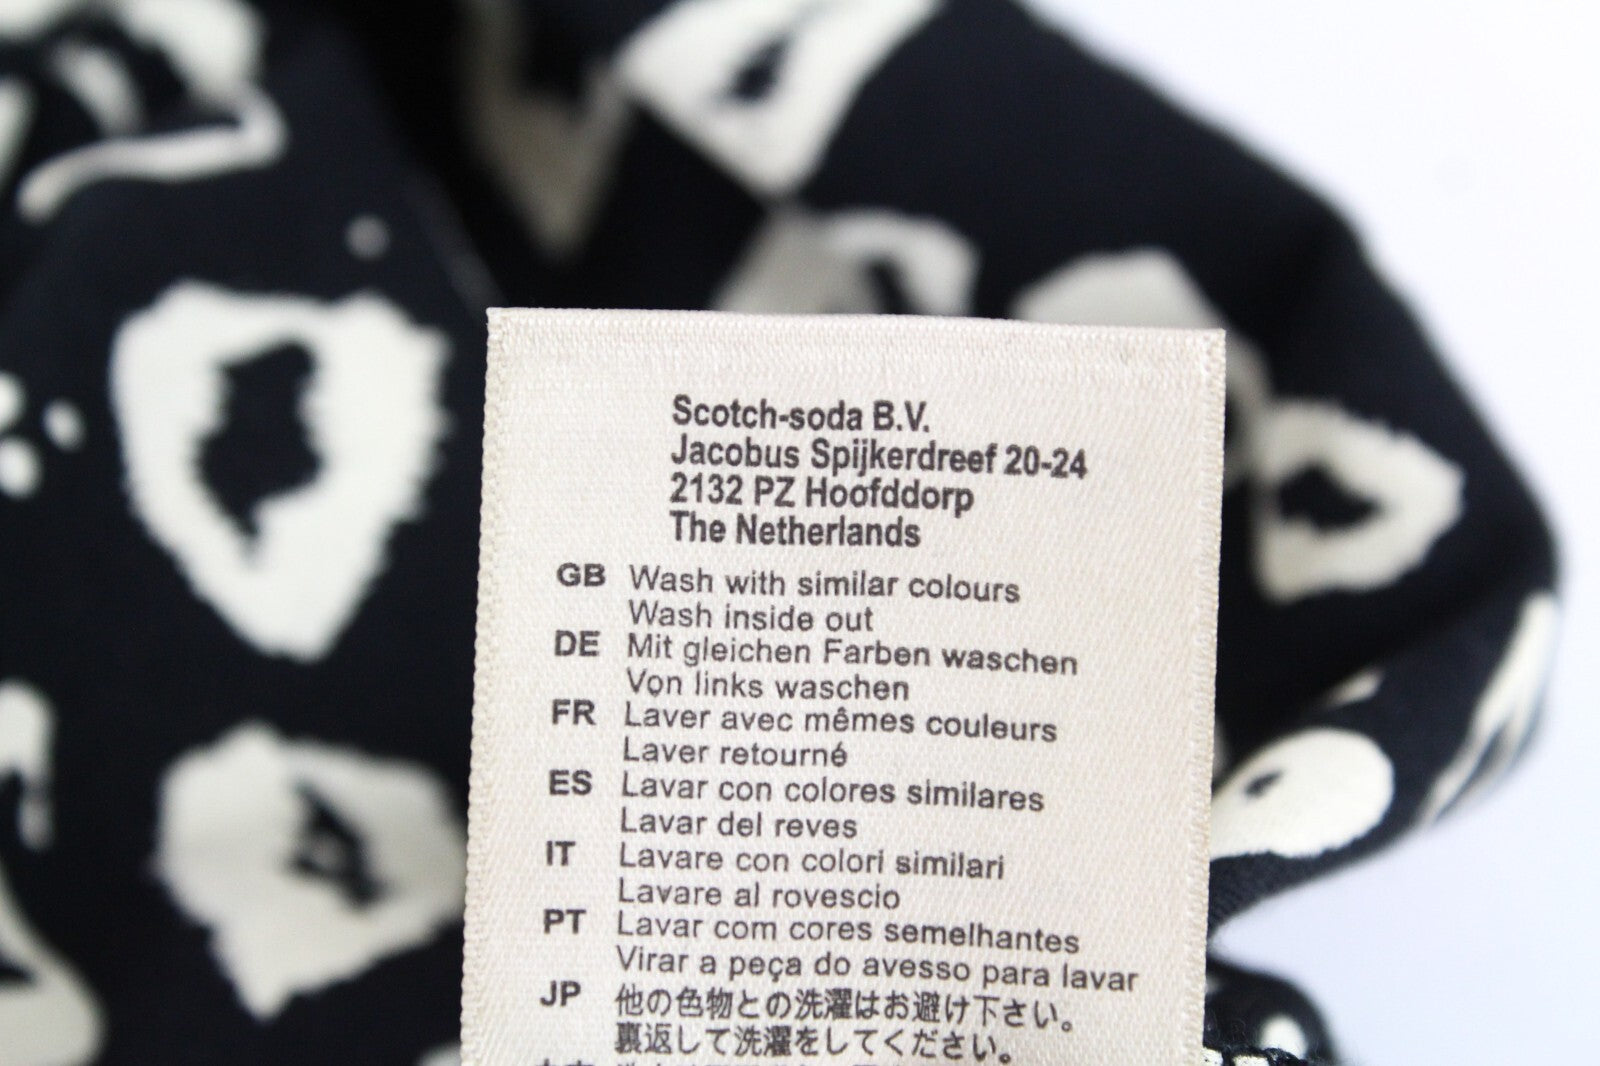 Scotch-soda B.V.
Jacobus Spijkerdreef 20-24
2132 PZ Hoofddorp
The Netherlands
GB Wash with similar colours
Wash inside out
DE Mit gleichen Farben waschen
Von links waschen
FR Laver avec mêmes couleurs
Laver retourné
ES Lavar con colores similares
Lavar del reves
IT Lavare con colori similari
Lavare al rovescio
PT Lavar com cores semelhantes
Virar a peça do avesso para lavar
JP 他の色物との洗濯はお避け下さい。
裏返して洗濯をしてください。